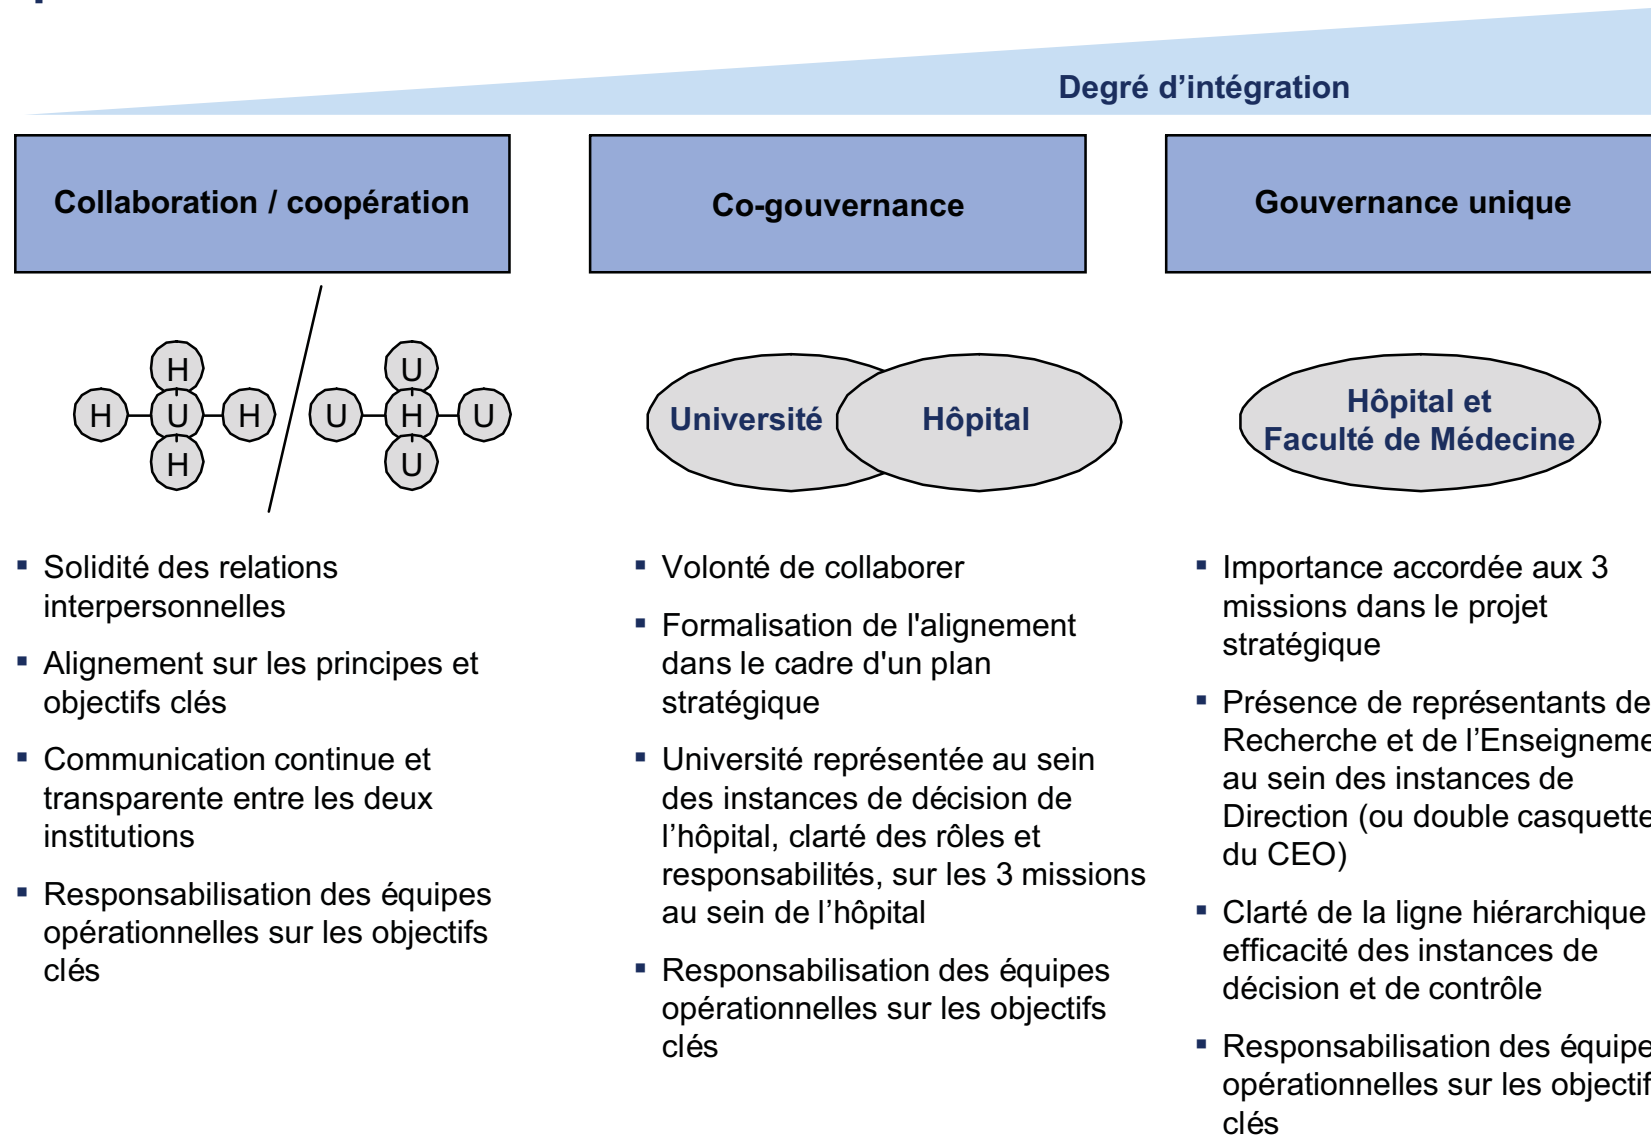 Degré d’intégration
Collaboration / coopération
Co-gouvernance
Gouvernance unique
H
H U H
H
U
U H U
U
Université Hôpital
Hôpital et
Faculté de Médecine
▪ Solidité des relations
interpersonnelles
▪ Alignement sur les principes et
objectifs clés
▪ Communication continue et
transparente entre les deux
institutions
▪ Responsabilisation des équipes
opérationnelles sur les objectifs
clés
▪ Volonté de collaborer
▪ Formalisation de l'alignement
dans le cadre d'un plan
stratégique
▪ Université représentée au sein
des instances de décision de
l’hôpital, clarté des rôles et
responsabilités, sur les 3 missions
au sein de l’hôpital
▪ Responsabilisation des équipes
opérationnelles sur les objectifs
clés
▪ Importance accordée aux 3
missions dans le projet
stratégique
▪ Présence de représentants de
Recherche et de l’Enseigneme
au sein des instances de
Direction (ou double casquette
du CEO)
▪ Clarté de la ligne hiérarchique
efficacité des instances de
décision et de contrôle
▪ Responsabilisation des équipe
opérationnelles sur les objectif
clés